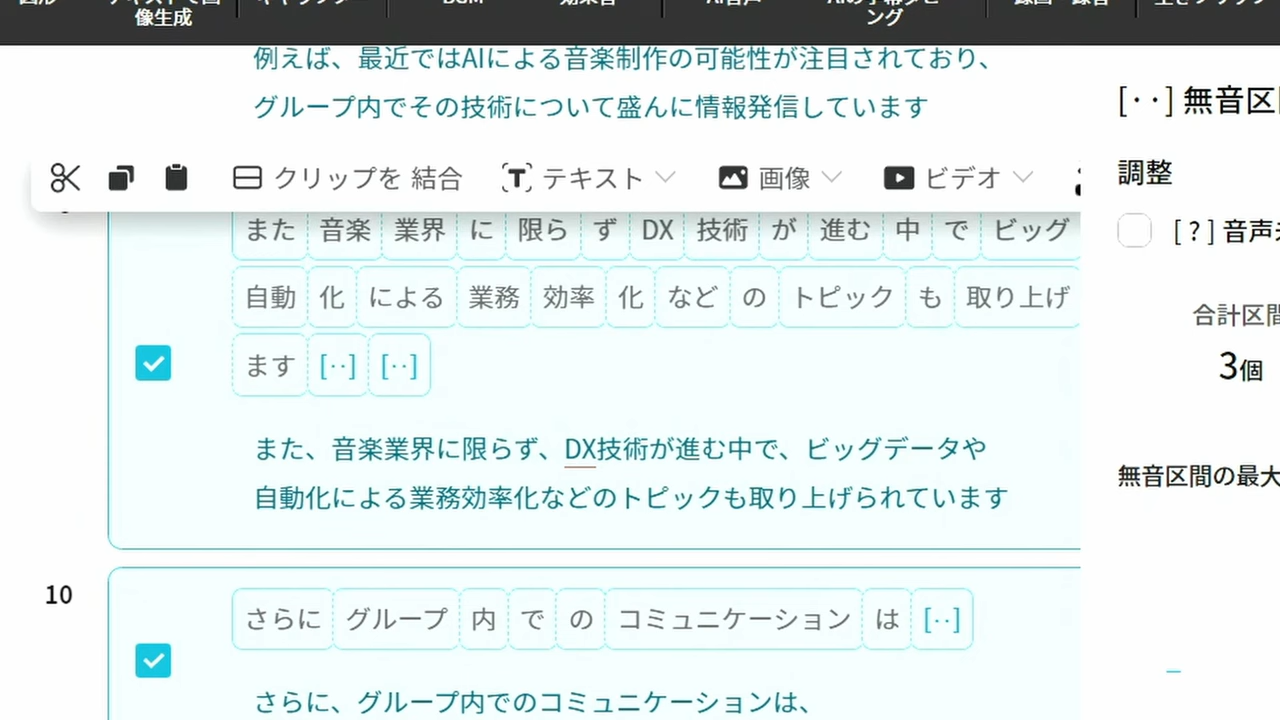 像生成
ング
例えば、最近ではAIによる音楽制作の可能性が注目されており、
グループ内でその技術について盛んに情報発信しています
クリップを 結合
テキスト
画像
ビデオ
また 音楽 業界 に 限ら ず DX 技術 が 進む 中 で ビッグ
自動 化 による 業務 効率 化 など の トピック も 取り上げ
ます [··] [··]
また、音楽業界に限らず、DX技術が進む中で、ビッグデータや
自動化による業務効率化などのトピックも取り上げられています
10
さらに グループ 内 で の コミュニケーション は [··]
さらに、グループ内でのコミュニケーションは、
[··] 無音区
調整
[ ? ] 音声
合計区間
3個
無音区間の最大